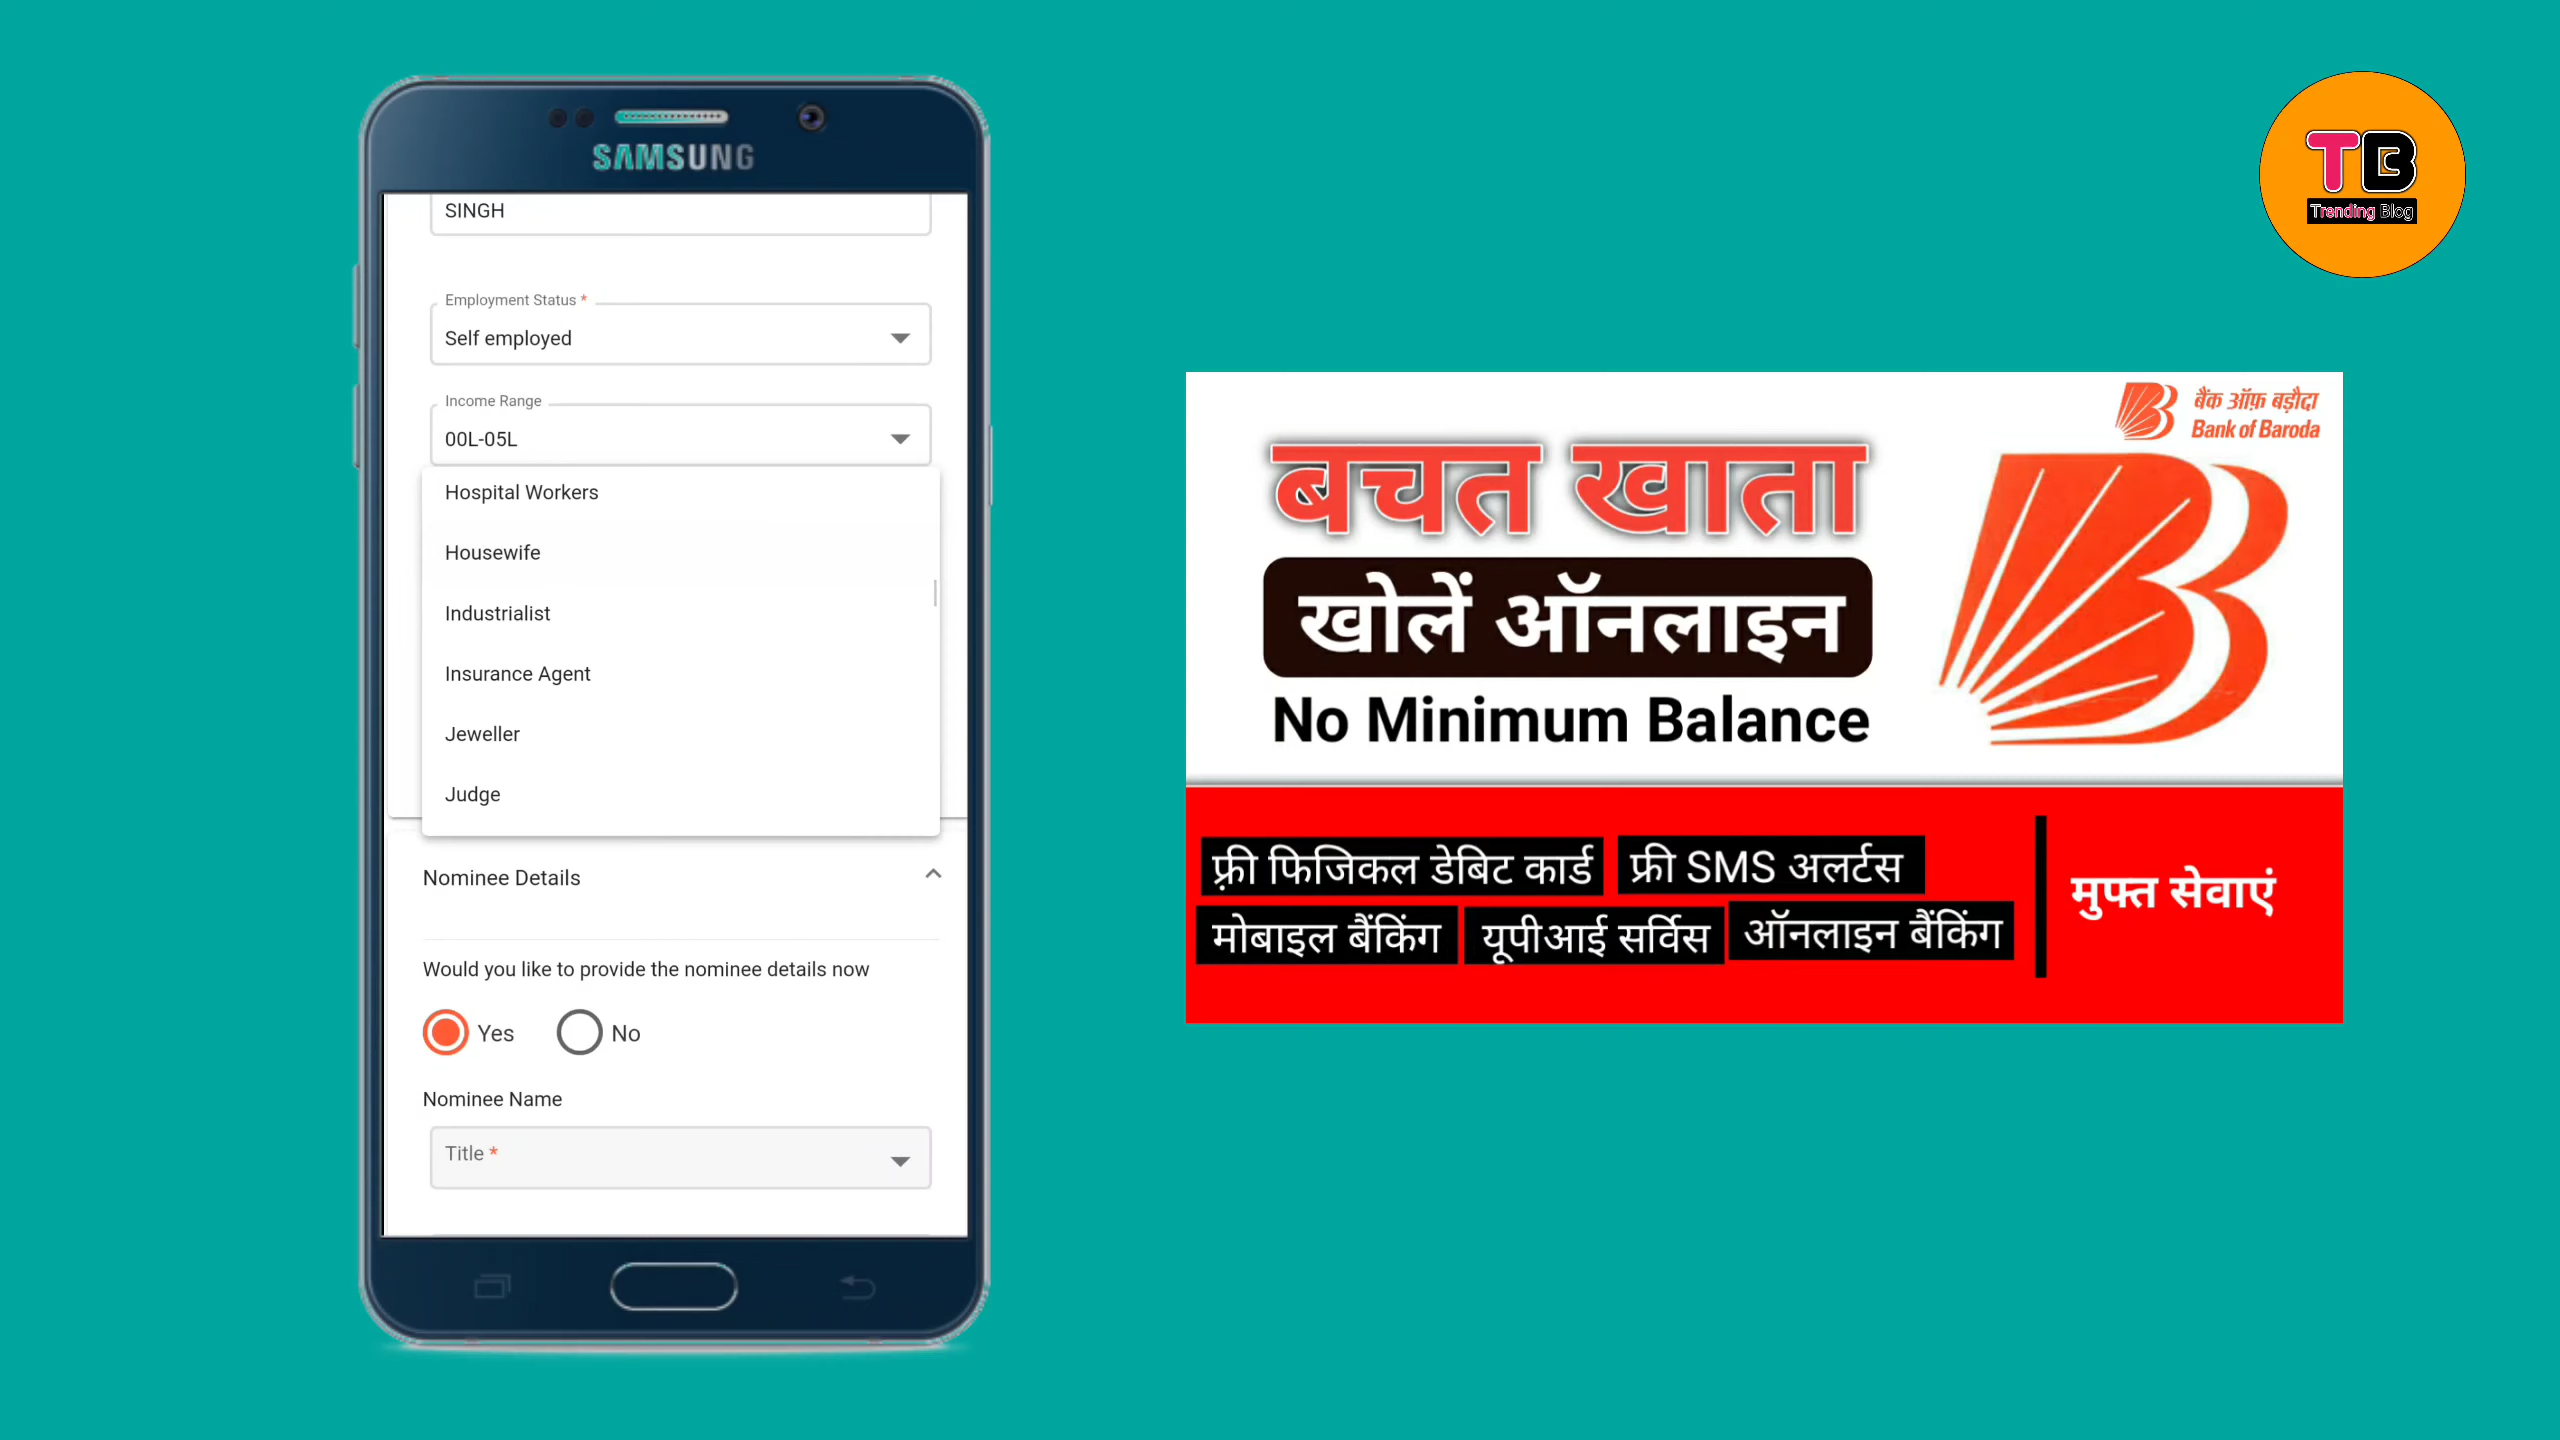 SAMSUNG
SINGH
Employment Status *
Self employed
Income Range
00L-05L
Hospital Workers
Housewife
Industrialist
Insurance Agent
Jeweller
Judge
Nominee Details
Would you like to provide the nominee details now
Yes No
Nominee Name
Title *
TB
Trending Blog
बैंक ऑफ़ बड़ौदा
Bank of Baroda
बचत खाता
खोलें ऑनलाइन
No Minimum Balance
फ़्री फिजिकल डेबिट कार्ड फ्री SMS अलर्टस
मोबाइल बैंकिंग यूपीआई सर्विस ऑनलाइन बैंकिंग
मुफ्त सेवाएं